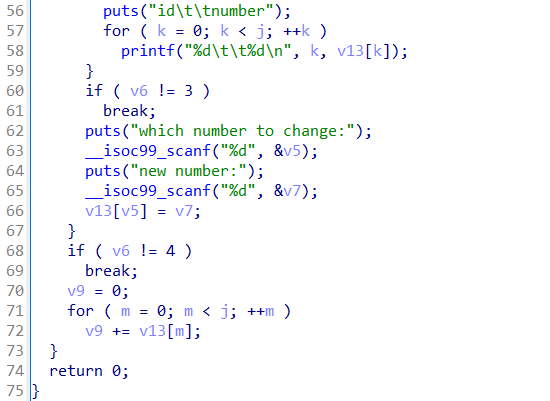 56 puts("id\t\tnumber");
57 for ( k = 0; k < j; ++k )
58 printf("%d\t\t%d\n", k, v13[k]);
59 }
60 if ( v6 != 3 )
61 break;
62 puts("which number to change:");
63 __isoc99_scanf("%d", &v5);
64 puts("new number:");
65 __isoc99_scanf("%d", &v7);
66 v13[v5] = v7;
67 }
68 if ( v6 != 4 )
69 break;
70 v9 = 0;
71 for ( m = 0; m < j; ++m )
72 v9 += v13[m];
73 }
74 return 0;
75 }